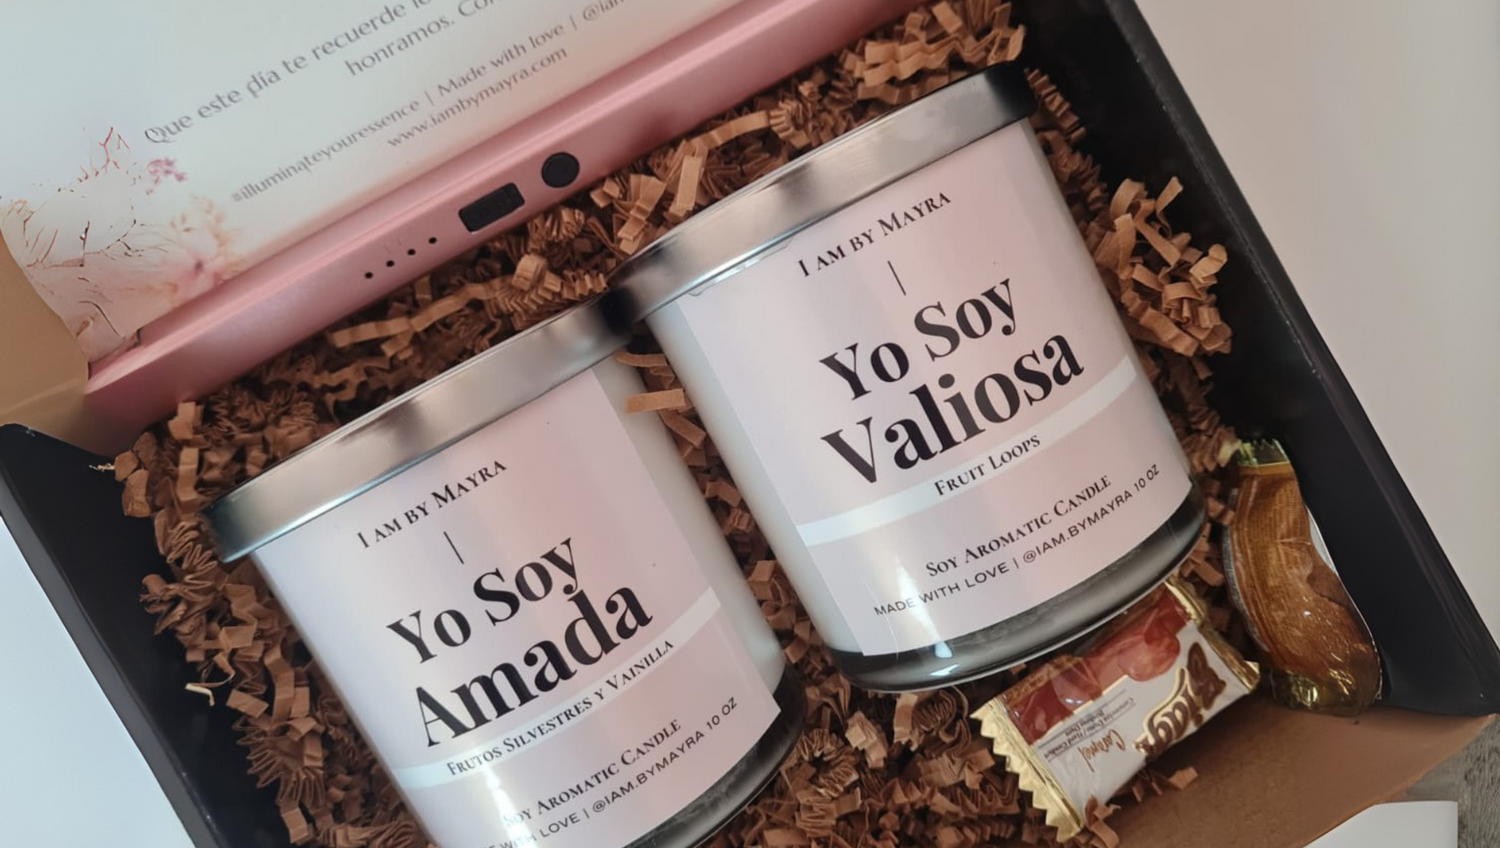 Que este día te recuerde
honramos.
#illuminateyouressence | Made with love |
www.iambymayra.com
I AM BY MAYRA
|
Yo Soy
Valiosa
FRUIT LOOPS
SOY AROMATIC CANDLE
MADE WITH LOVE | @IAM.BYMAYRA 10 OZ
I AM BY MAYRA
|
Yo Soy
Amada
FRUTOS SILVESTRES Y VAINILLA
SOY AROMATIC CANDLE
WITH LOVE | @IAM.BYMAYRA 10 OZ
Caramel